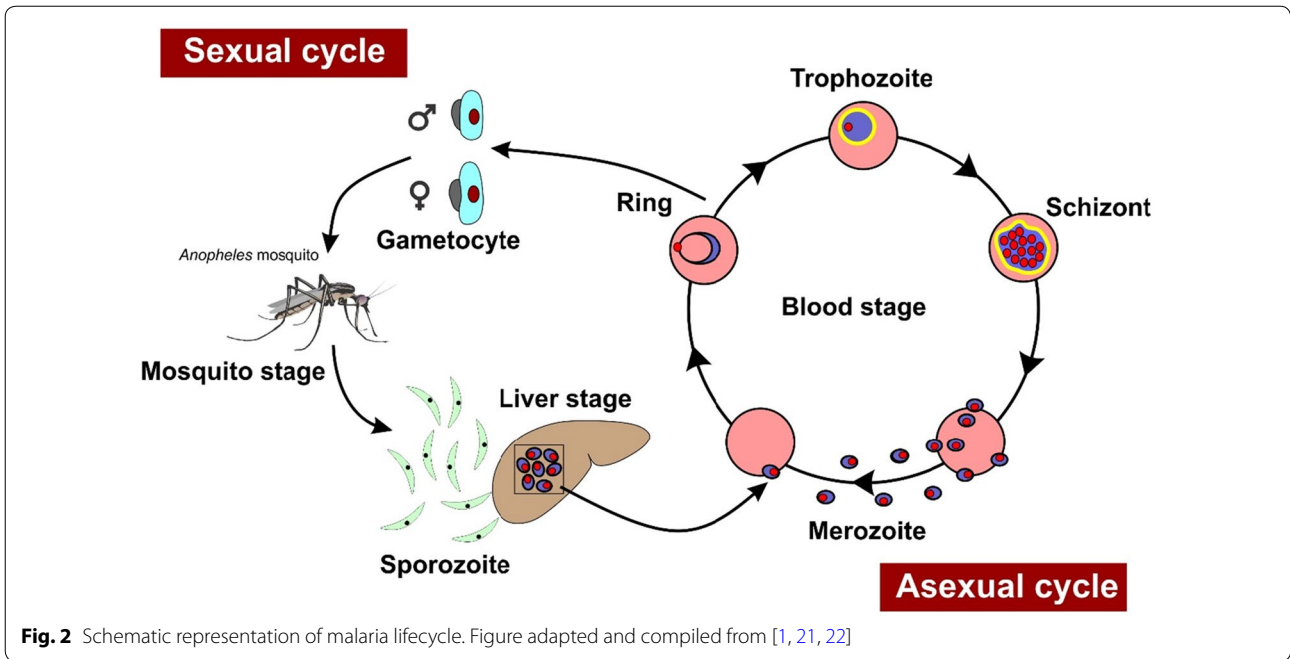 Sexual cycle
♂
♀
Gametocyte
Anopheles mosquito
Mosquito stage
Sporozoite
Liver stage
Trophozoite
Ring
Schizont
Blood stage
Merozoite
Asexual cycle
Fig. 2 Schematic representation of malaria lifecycle. Figure adapted and compiled from [1, 21, 22]